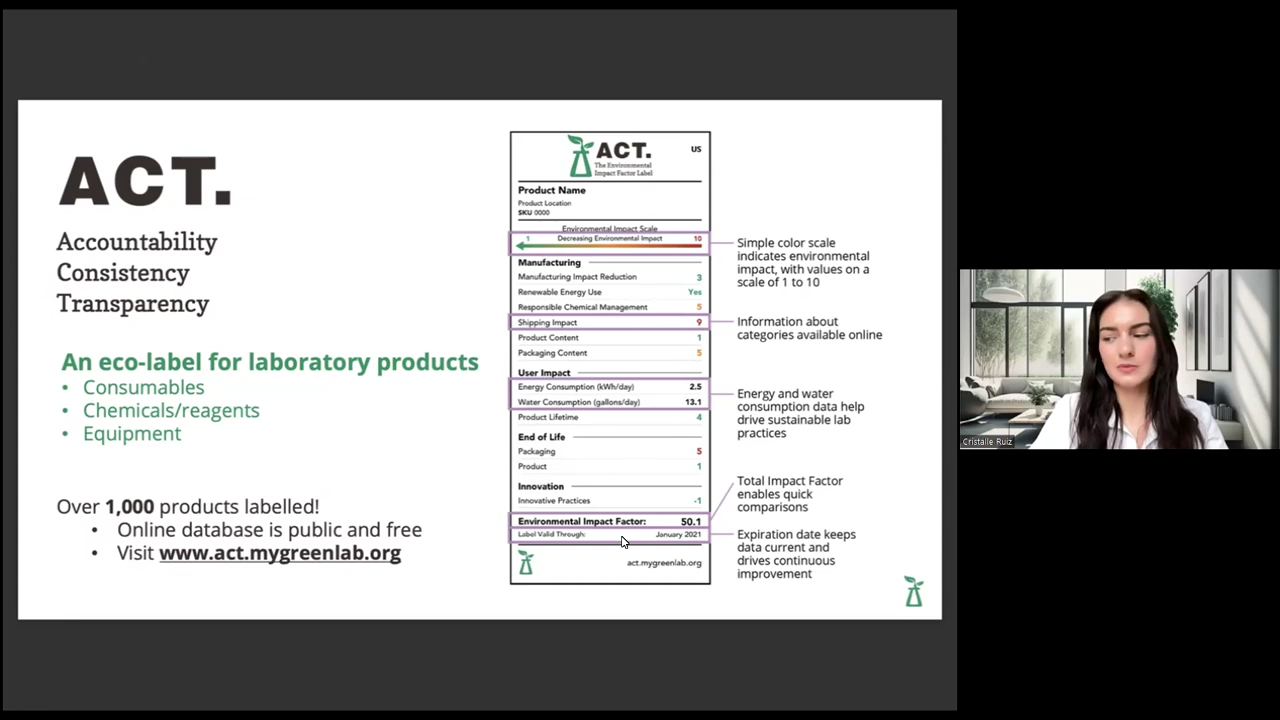 ACT.
Accountability
Consistency
Transparency
An eco-label for laboratory products
• Consumables
• Chemicals/reagents
• Equipment
Over 1,000 products labelled!
• Online database is public and free
• Visit www.act.mygreenlab.org
ACT.
US
The Environmental
Impact Factor Label
Product Name
Product Location
SKU 0000
Environmental Impact Scale
1 Decreasing Environmental Impact 10
Manufacturing
Manufacturing Impact Reduction 3
Renewable Energy Use Yes
Responsible Chemical Management 5
Shipping Impact 9
Product Content 1
Packaging Content 5
User Impact
Energy Consumption (kWh/day) 2.5
Water Consumption (gallons/day) 13.1
Product Lifetime 4
End of Life
Packaging 5
Product 1
Innovation
Innovative Practices -1
Environmental Impact Factor: 50.1
Label Valid Through: January 2021
act.mygreenlab.org
Simple color scale
indicates environmental
impact, with values on a
scale of 1 to 10
Information about
categories available online
Energy and water
consumption data help
drive sustainable lab
practices
Total Impact Factor
enables quick
comparisons
Expiration date keeps
data current and
drives continuous
improvement
Cristalle Ruiz